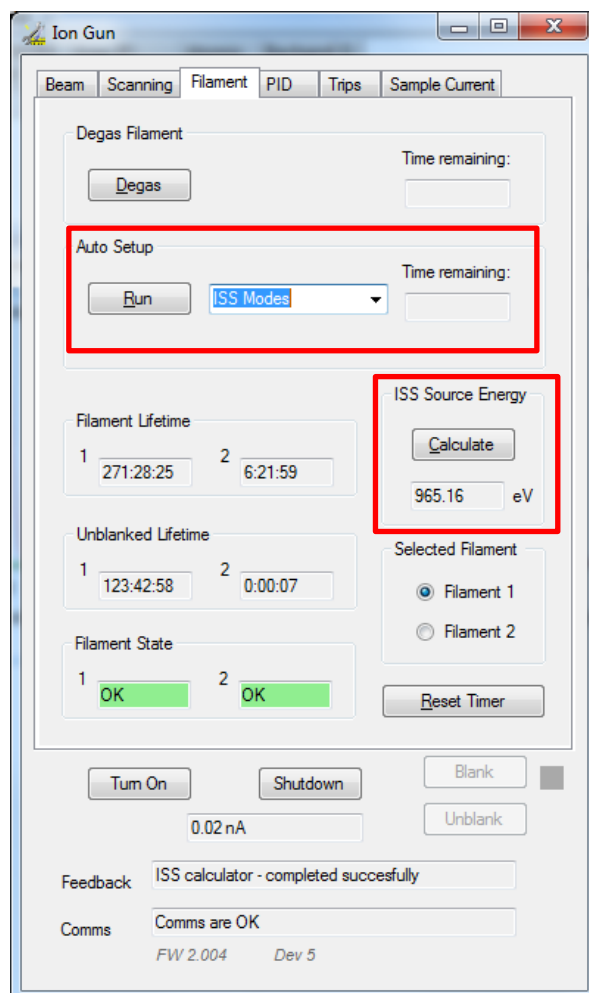 Ion Gun
Beam Scanning Filament PID Trips Sample Current
Degas Filament
Time remaining:
Degas
Auto Setup
Time remaining:
Run ISS Modes
ISS Source Energy
Calculate
965.16 eV
Filament Lifetime
1 271:28:25 2 6:21:59
Unblanked Lifetime
1 123:42:58 2 0:00:07
Selected Filament
Filament 1
Filament 2
Filament State
1 OK 2 OK
Reset Timer
Turn On Shutdown Blank
0.02 nA Unblank
Feedback ISS calculator - completed succesfully
Comms Comms are OK
FW 2.004 Dev 5